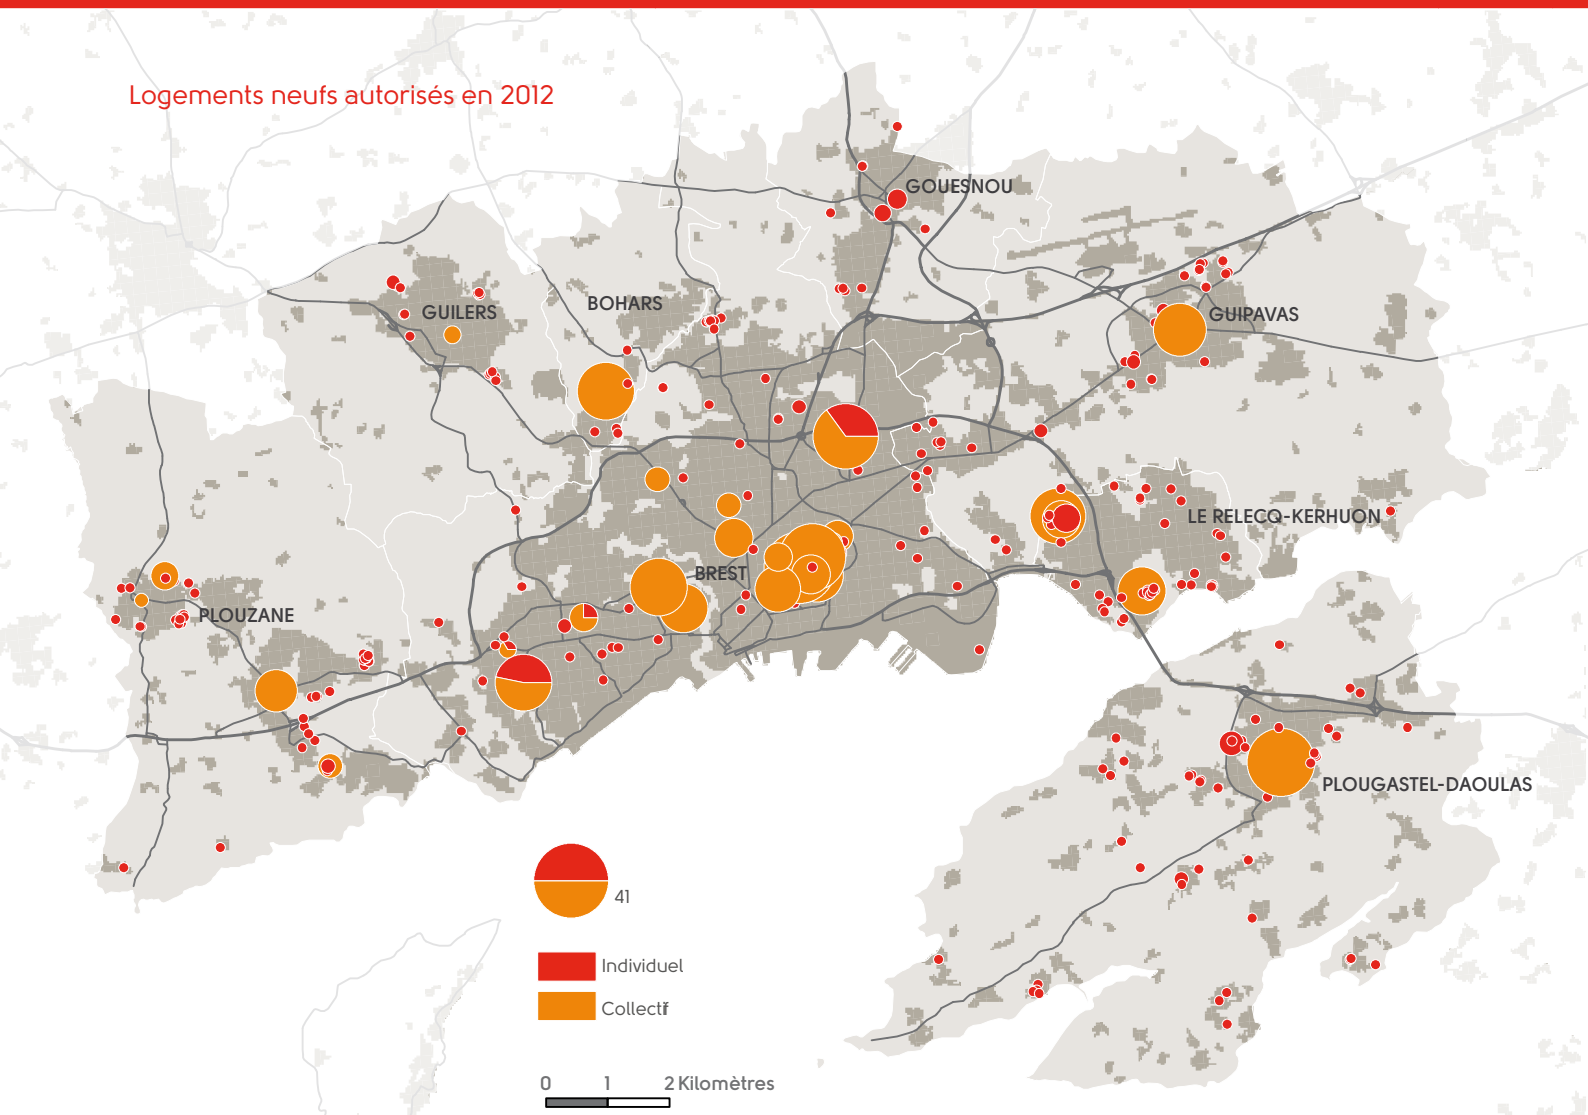 Logements neufs autorisés en 2012
GOUESNOU
GUILERS
BOHARS
GUIPAVAS
LE RELECQ-KERHUON
BREST
PLOUZANE
PLOUGASTEL-DAOULAS
41
Individuel
Collectif
0 1 2 Kilomètres